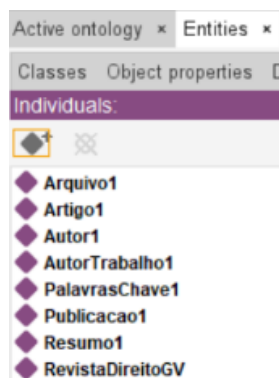 Active ontology × Entities ×
Classes Object properties D
Individuals:
Arquivo1
Artigo1
Autor1
AutorTrabalho1
PalavrasChave1
Publicacao1
Resumo1
RevistaDireitoGV